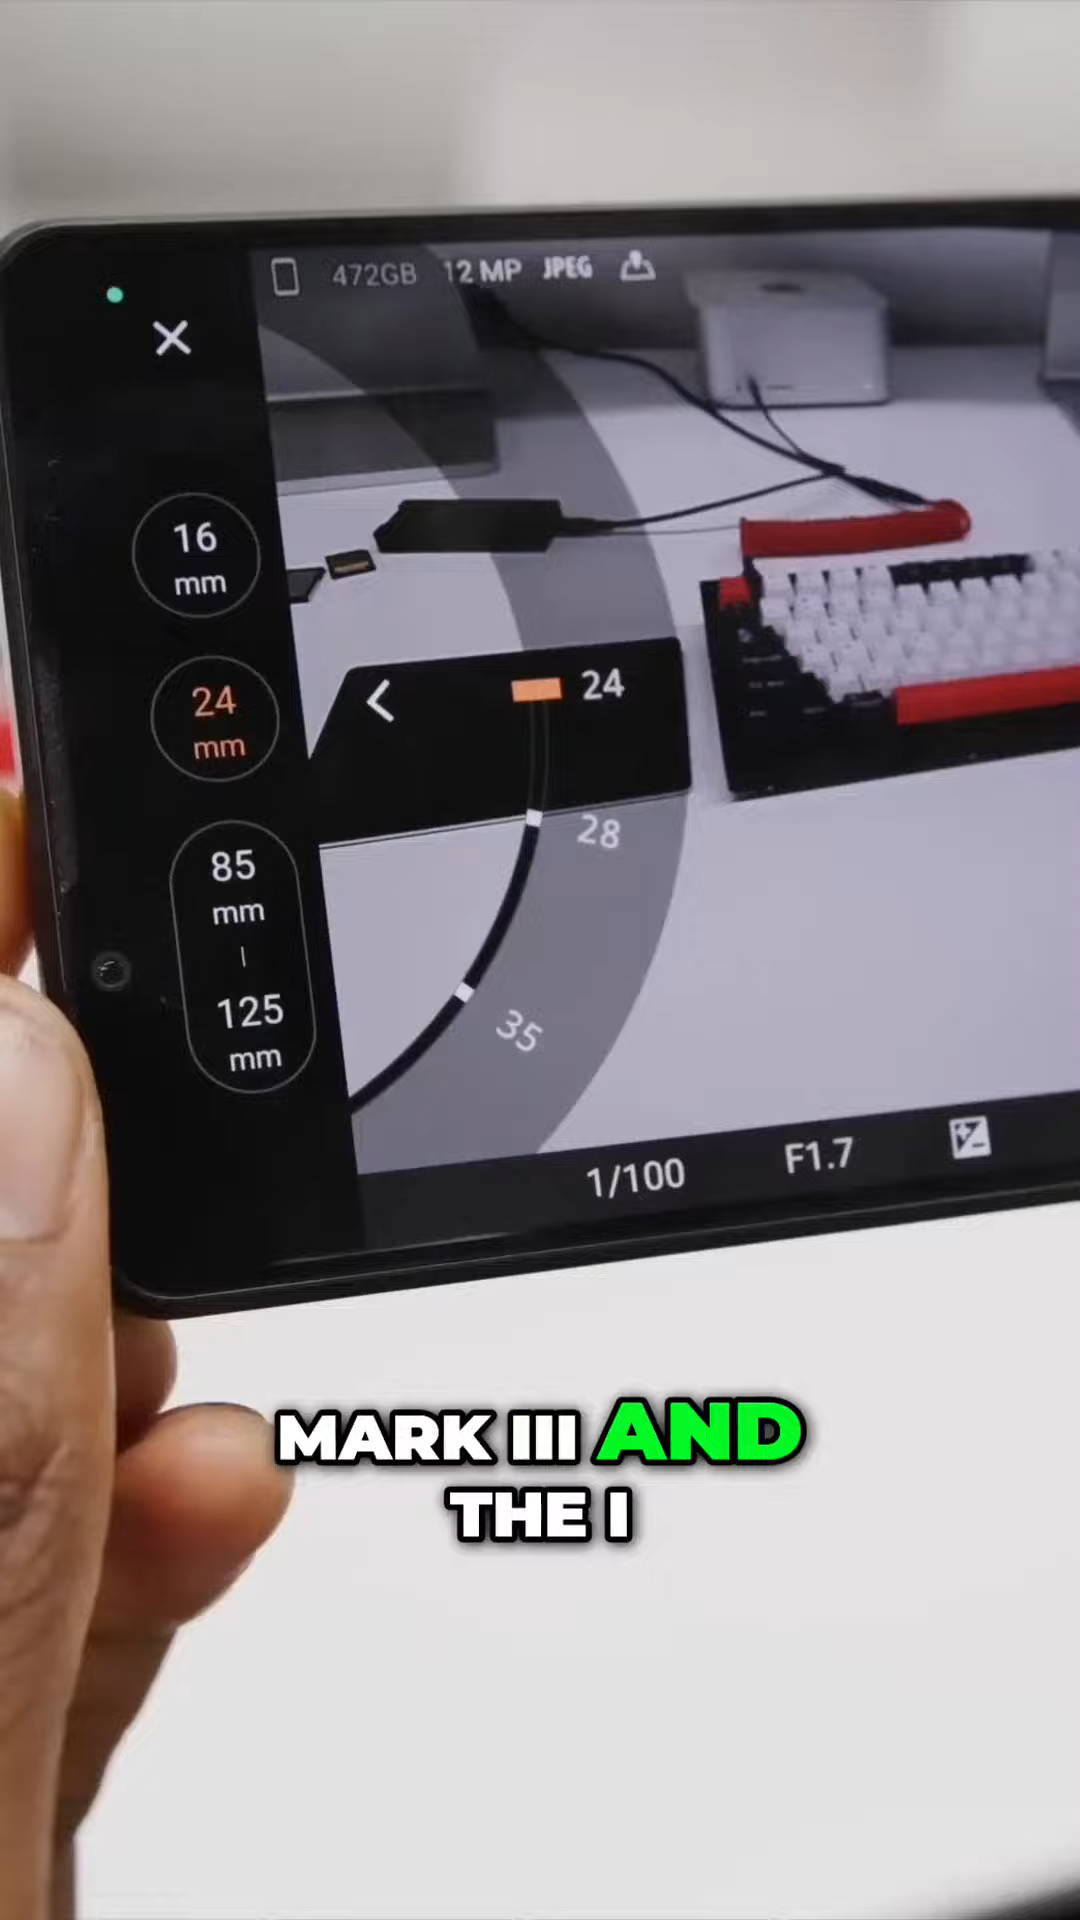 472GB 12 MP JPEG
16
mm
24
mm
85
mm
125
mm
24
28
35
1/100 F1.7
MARK III AND
THE I